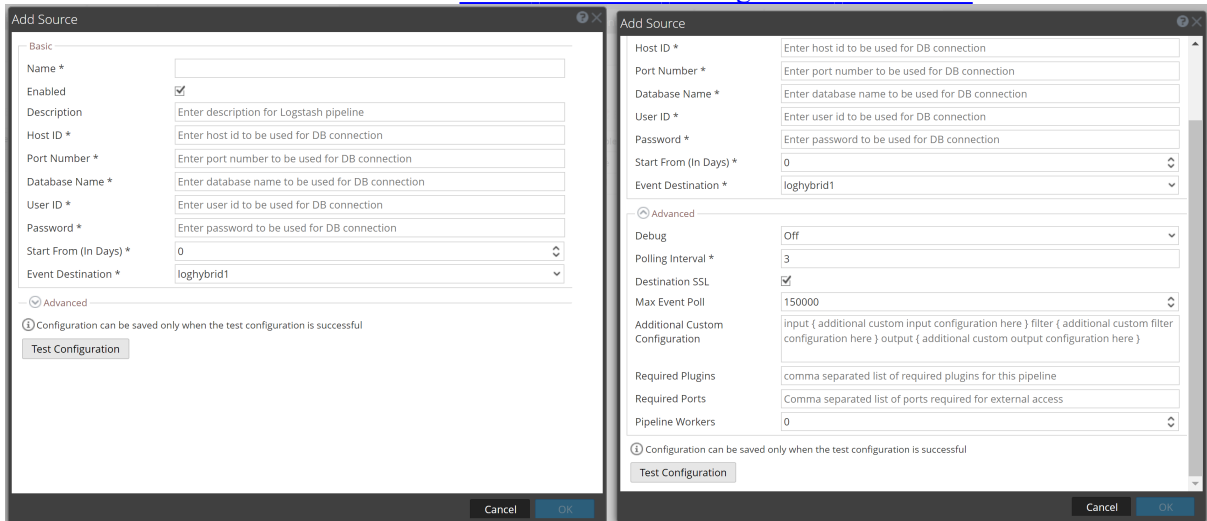 Add Source
Basic
Name *
Enabled
Description Enter description for Logstash pipeline
Host ID * Enter host id to be used for DB connection
Port Number * Enter port number to be used for DB connection
Database Name * Enter database name to be used for DB connection
User ID * Enter user id to be used for DB connection
Password * Enter password to be used for DB connection
Start From (In Days) * 0
Event Destination * loghybrid1
Advanced
Configuration can be saved only when the test configuration is successful
Test Configuration
Cancel OK
Add Source
Host ID * Enter host id to be used for DB connection
Port Number * Enter port number to be used for DB connection
Database Name * Enter database name to be used for DB connection
User ID * Enter user id to be used for DB connection
Password * Enter password to be used for DB connection
Start From (In Days) * 0
Event Destination * loghybrid1
Advanced
Debug Off
Polling Interval * 3
Destination SSL
Max Event Poll 150000
Additional Custom Configuration
input { additional custom input configuration here } filter { additional custom filter
configuration here } output { additional custom output configuration here }
Required Plugins comma separated list of required plugins for this pipeline
Required Ports Comma separated list of ports required for external access
Pipeline Workers 0
Configuration can be saved only when the test configuration is successful
Test Configuration
Cancel OK